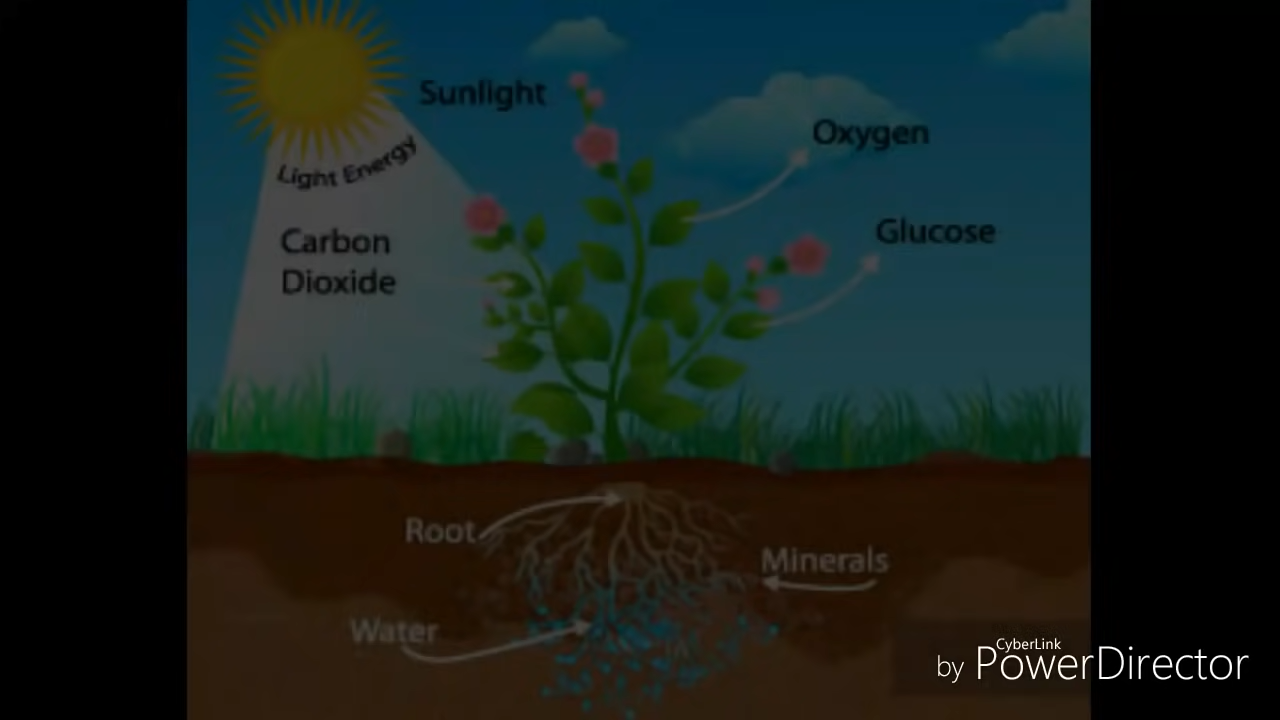 Sunlight
Oxygen
Light Energy
Glucose
Carbon
Dioxide
Root
Minerals
Water
CyberLink
by PowerDirector